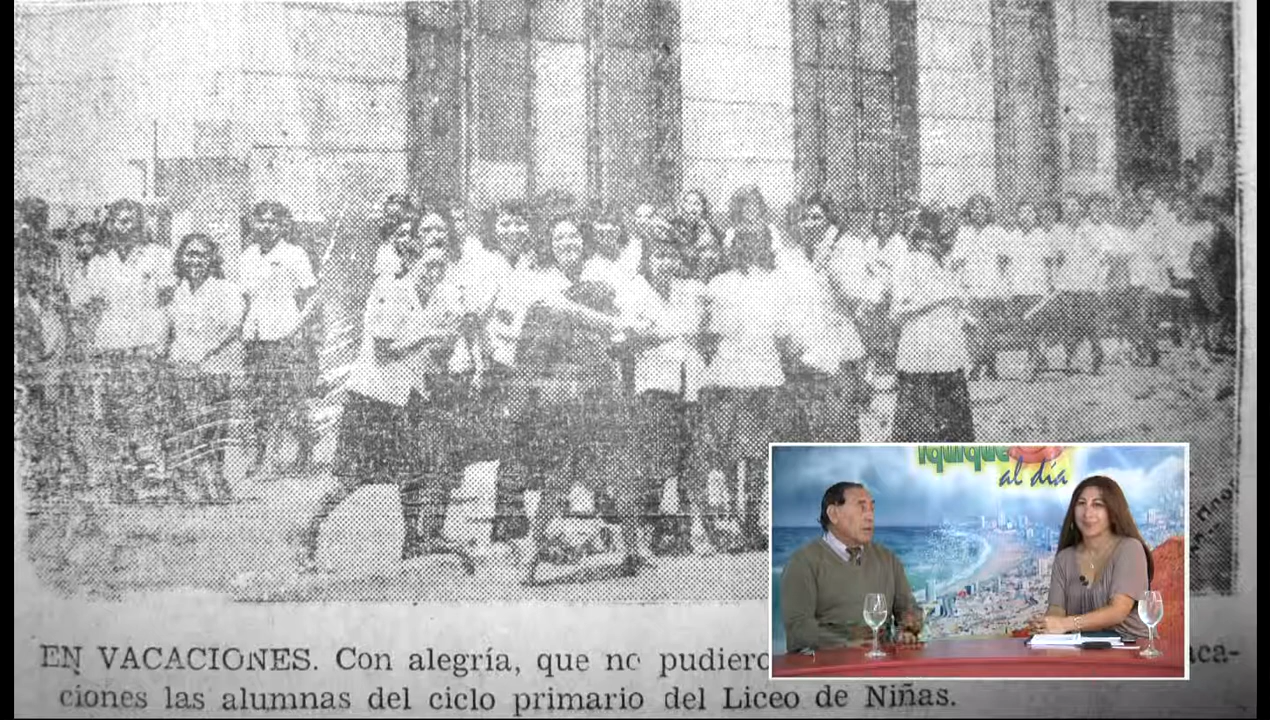 iquique
al día
EN VACACIONES. Con alegría, que no pudiero
aca-
ciones las alumnas del ciclo primario del Liceo de Niñas.